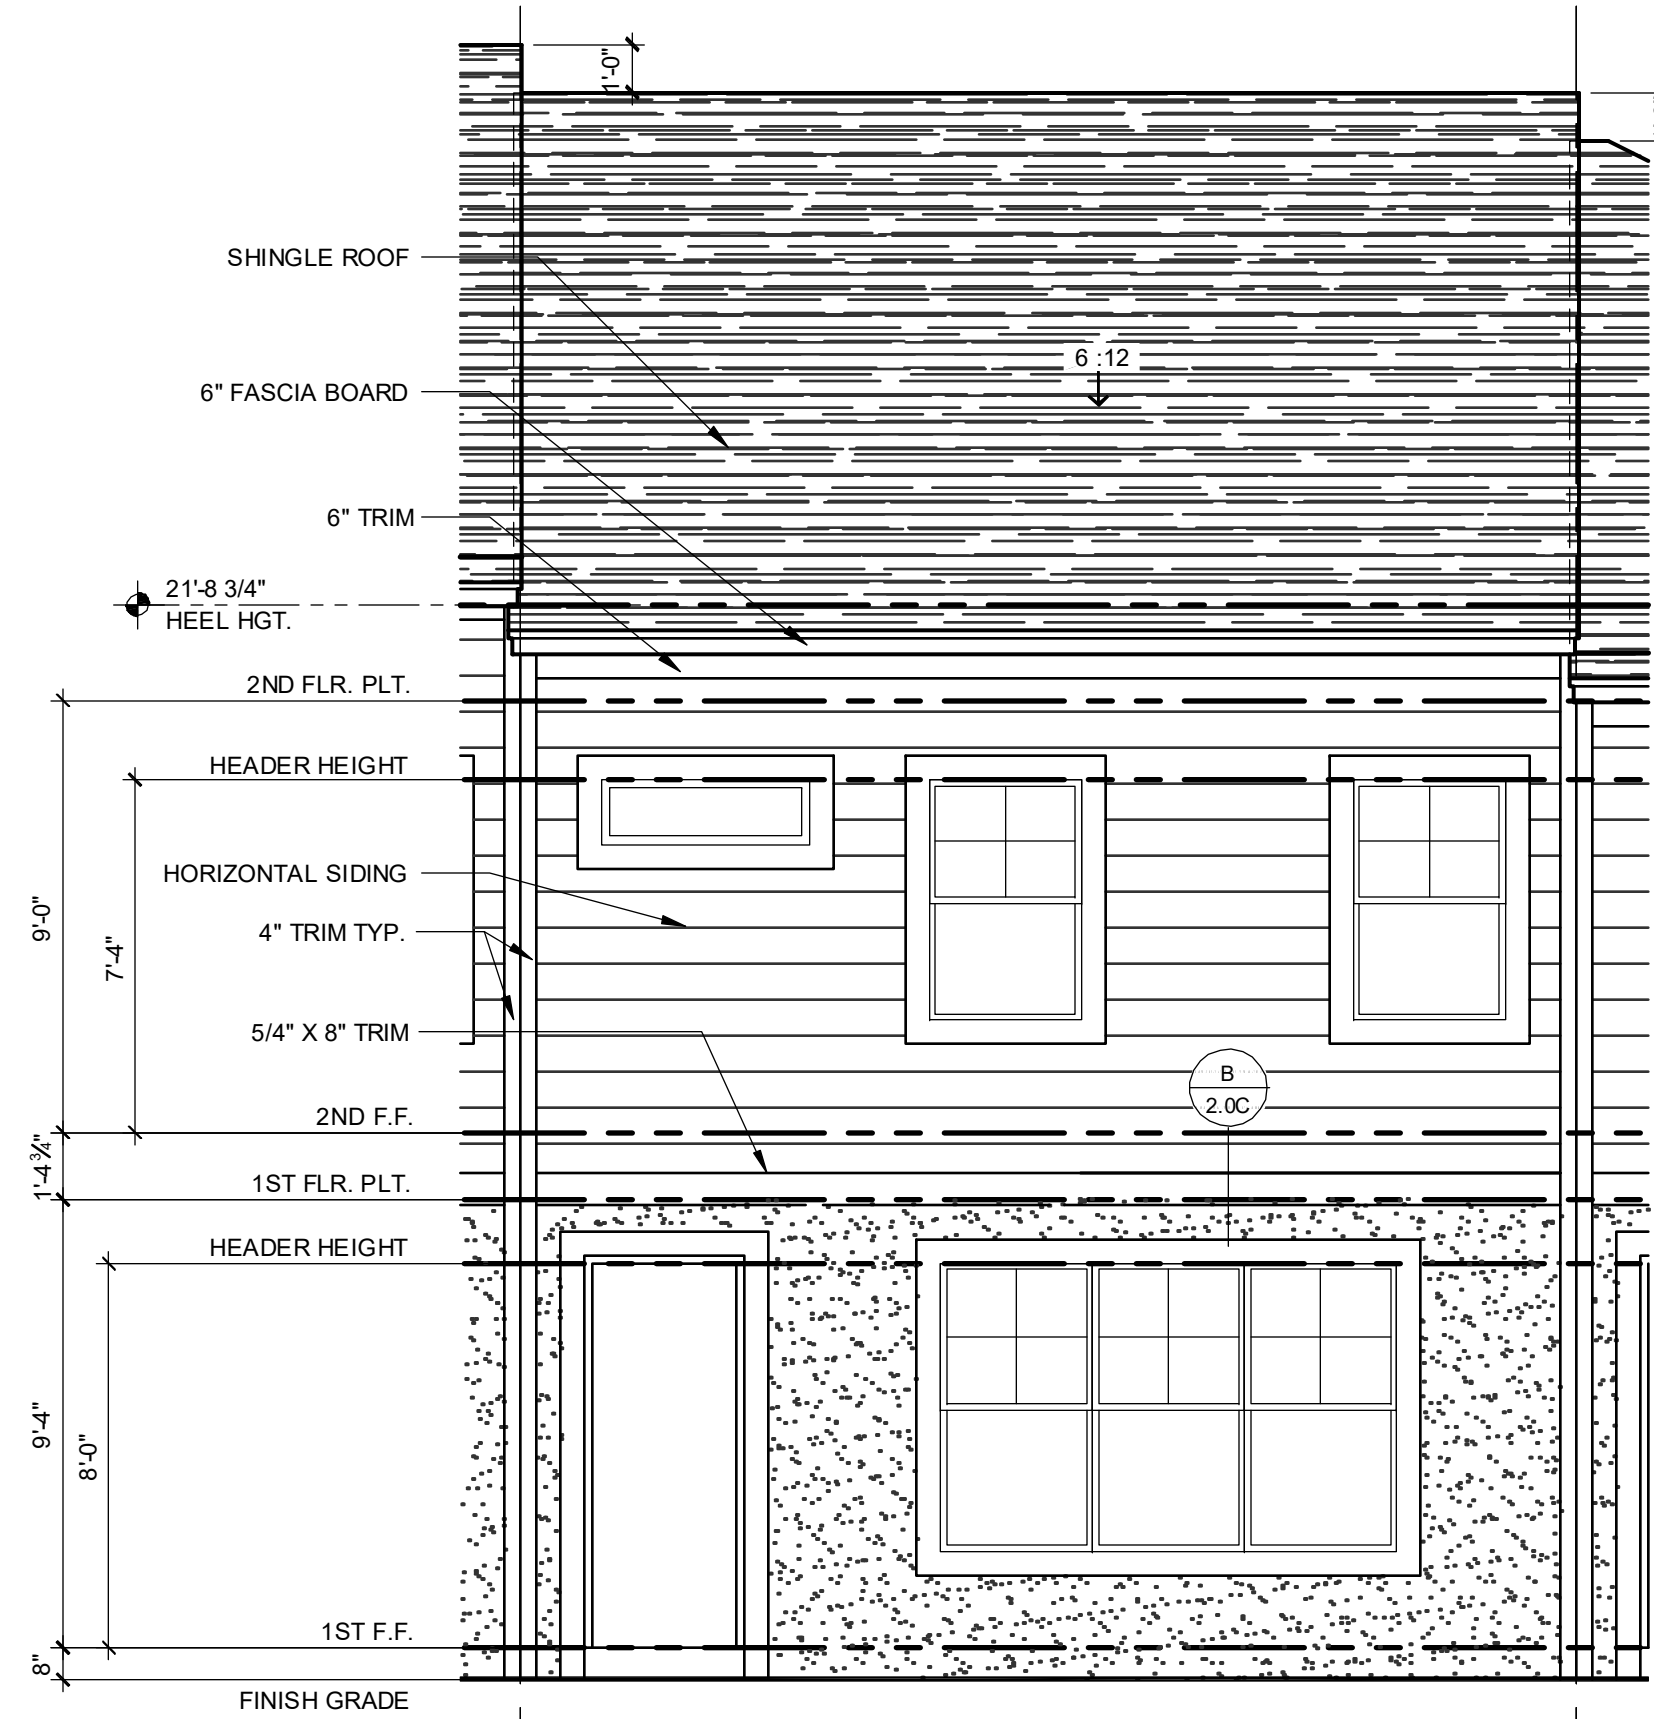 1'-0"
SHINGLE ROOF
6 :12
6" FASCIA BOARD
6" TRIM
21'-8 3/4"
HEEL HGT.
2ND FLR. PLT.
HEADER HEIGHT
HORIZONTAL SIDING
9'-0"
4" TRIM TYP.
7'-4"
5/4" X 8" TRIM
B
2.0C
2ND F.F.
1'-4 3/4"
1ST FLR. PLT.
HEADER HEIGHT
9'-4"
8'-0"
1ST F.F.
8"
FINISH GRADE